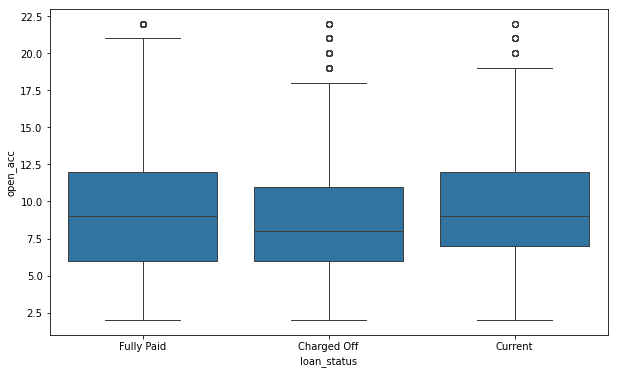 22.5
20.0
17.5
15.0
12.5
10.0
7.5
5.0
2.5
open_acc
Fully Paid
Charged Off
Current
loan_status